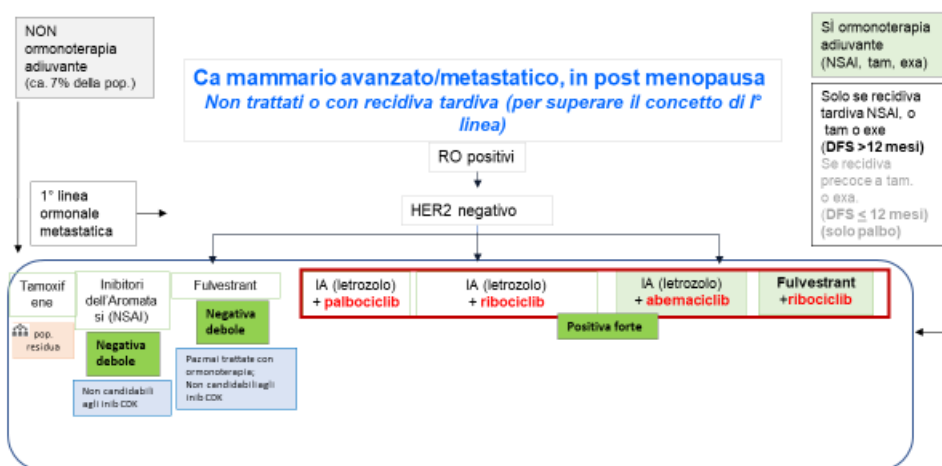 NON
ormonoterapia
adiuvante
(ca. 7% della pop.)
Ca mammario avanzato/metastatico, in post menopausa
Non trattati o con recidiva tardiva (per superare il concetto di I°
linea)
SÌ ormonoterapia
adiuvante
(NSAI, tam, exa)
Solo se recidiva
tardiva NSAI, o
tam o exe
(DFS >12 mesi)
Se recidiva
precoce a tam.
o exa.
(DFS ≤ 12 mesi)
(solo palbo)
RO positivi
1° linea
ormonale
metastatica
HER2 negativo
Tamoxif
ene
pop.
residua
Inibitori
dell'Aromata
si (NSAI)
Negativa
debole
Non candidabili
agli inib CDK
Fulvestrant
Negativa
debole
Paz mai trattate con
ormonoterapia;
Non candidabili agli
inib CDK
IA (letrozolo)
+ palbociclib
IA (letrozolo)
+ ribociclib
IA (letrozolo)
+ abemaciclib
Fulvestrant
+ribociclib
Positiva forte